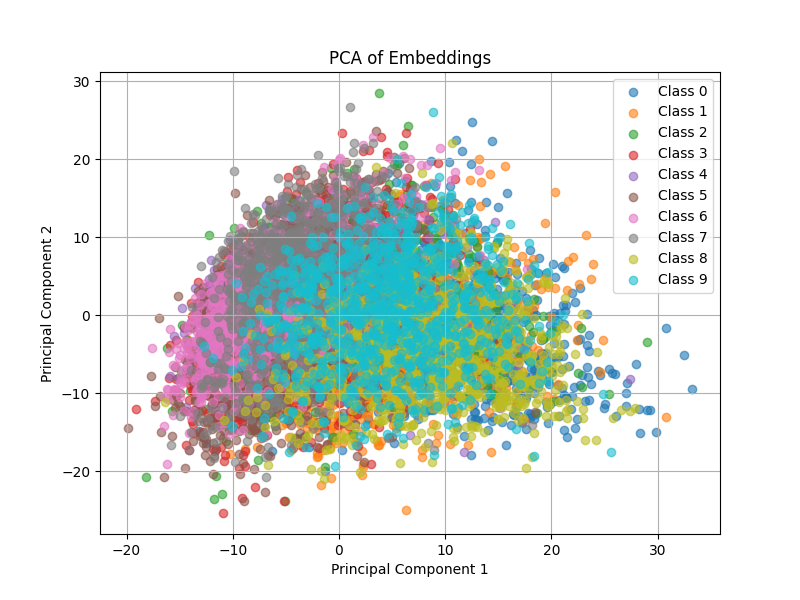 PCA of Embeddings
Class 0
Class 1
Class 2
Class 3
Class 4
Class 5
Class 6
Class 7
Class 8
Class 9
30
20
10
0
−10
−20
Principal Component 2
−20
−10
0
10
20
30
Principal Component 1